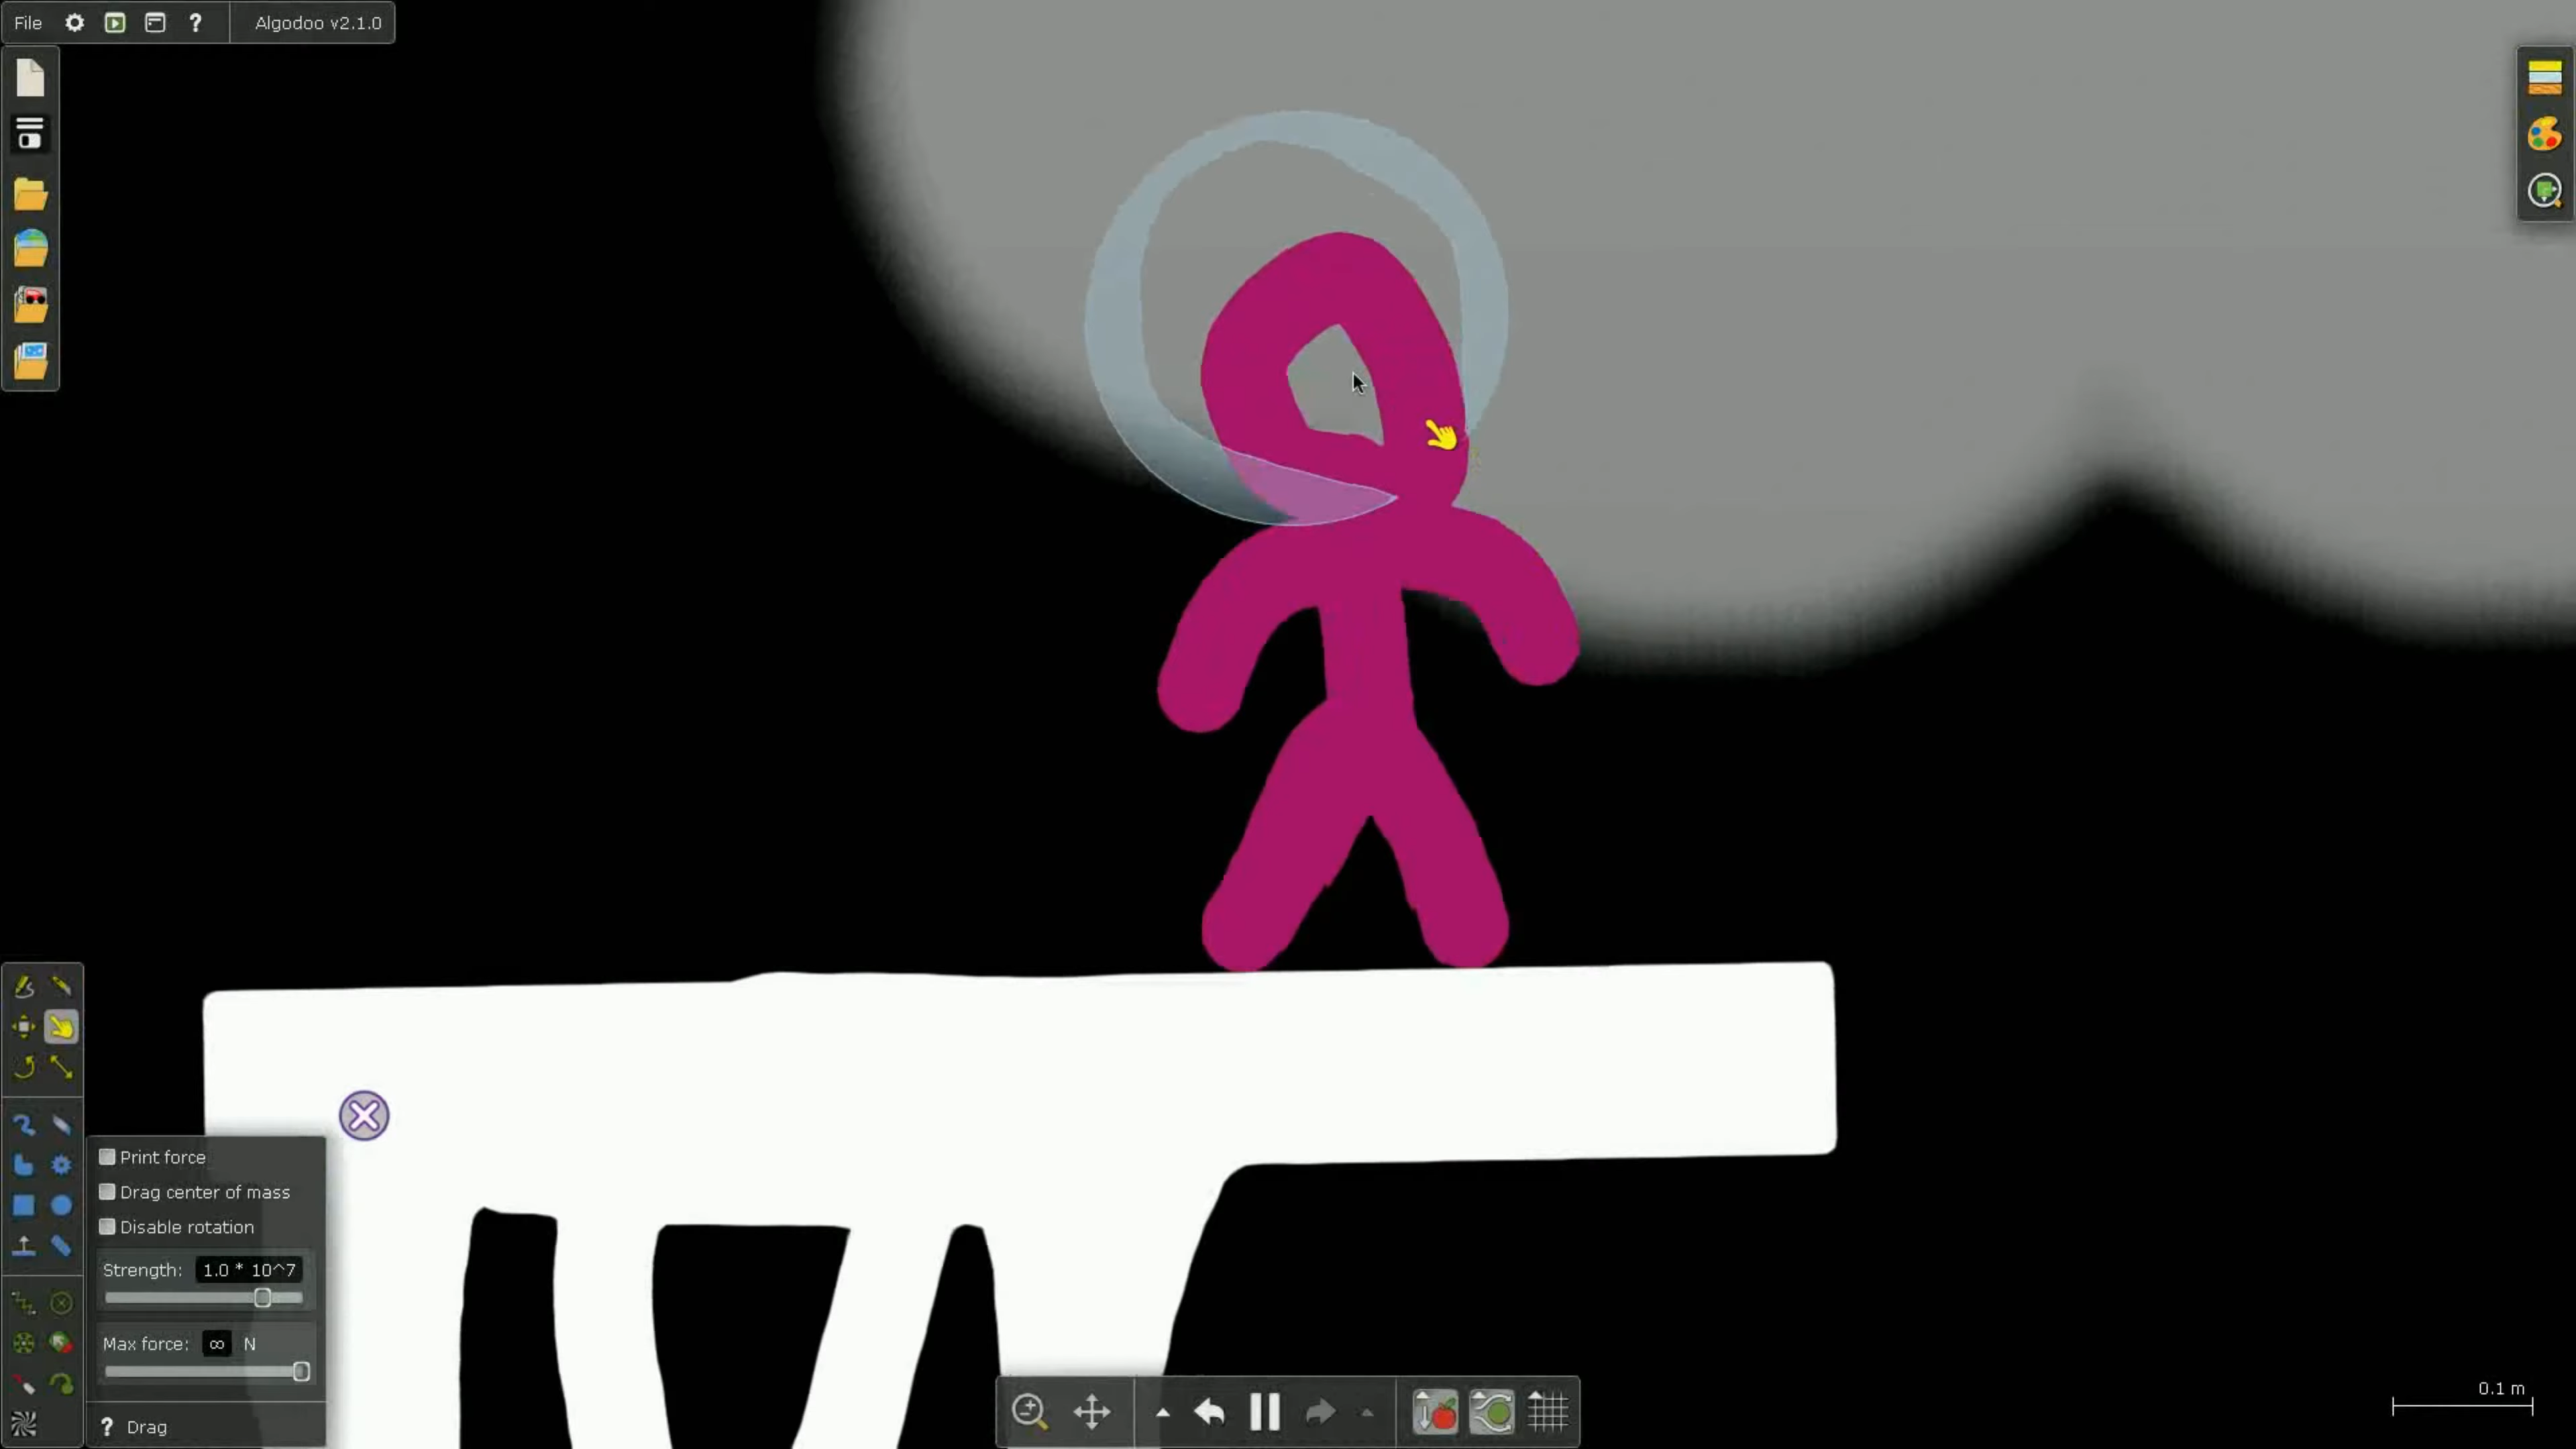 File
Algodoo v2.1.0
Print force
Drag center of mass
Disable rotation
Strength: 1.0 * 10^7
Max force: ∞ N
? Drag
0.1 m